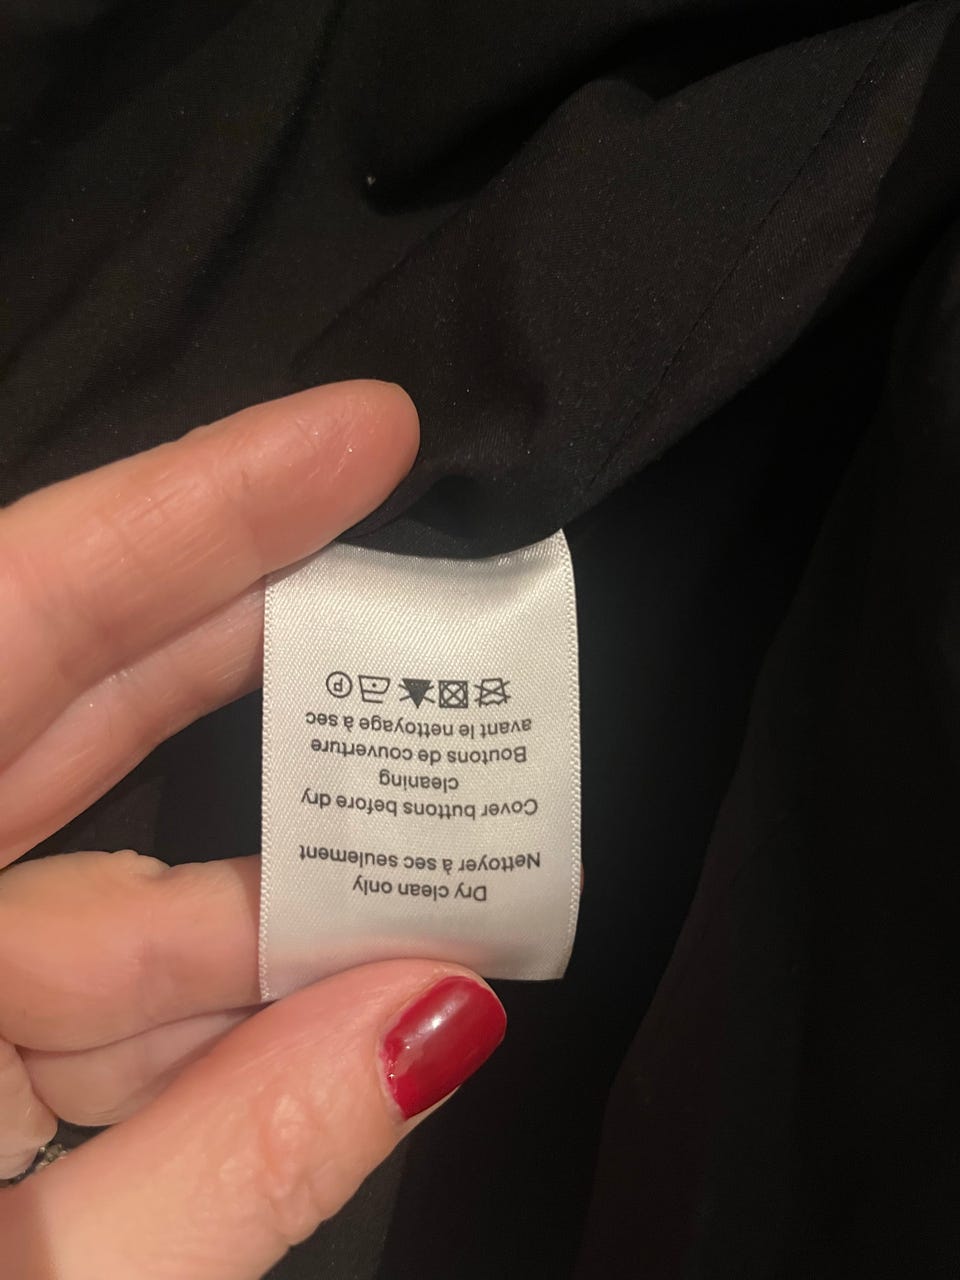 Dry clean only
Nettoyer à sec seulement
Cover buttons before dry
cleaning
Boutons de couverture
avant le nettoyage à sec
P